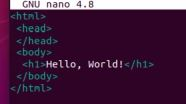 GNU nano 4.8
<html>
<head>
</head>
<body>
<h1>Hello, World!</h1>
</body>
</html>